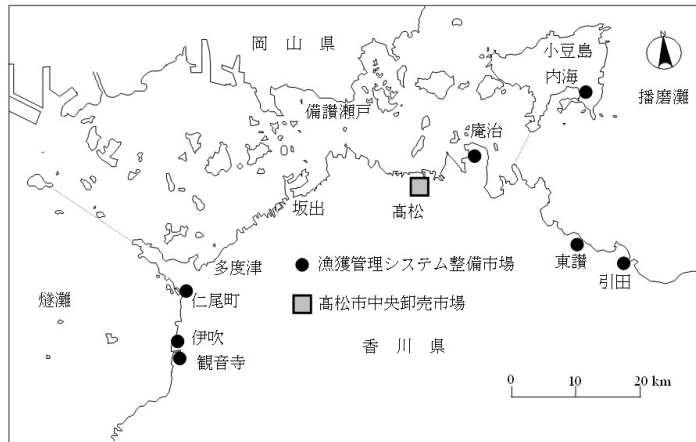 岡 山 県
小豆島
内海
播磨灘
備讃瀬戸
庵治
坂出
高松
多度津
漁獲管理システム整備市場
東讃
引田
仁尾町
高松市中央卸売市場
燧灘
伊吹
観音寺
香 川 県
0 10 20 km